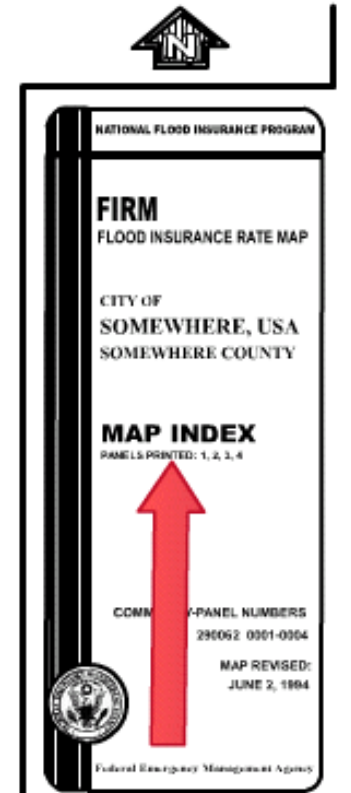 N
NATIONAL FLOOD INSURANCE PROGRAM
FIRM
FLOOD INSURANCE RATE MAP
CITY OF
SOMEWHERE, USA
SOMEWHERE COUNTY
MAP INDEX
PANELS PRINTED: 1, 2, 3, 4
COMM Y-PANEL NUMBERS
290062 0001-0004
MAP REVISED:
JUNE 2, 1994
Federal Emergency Management Agency